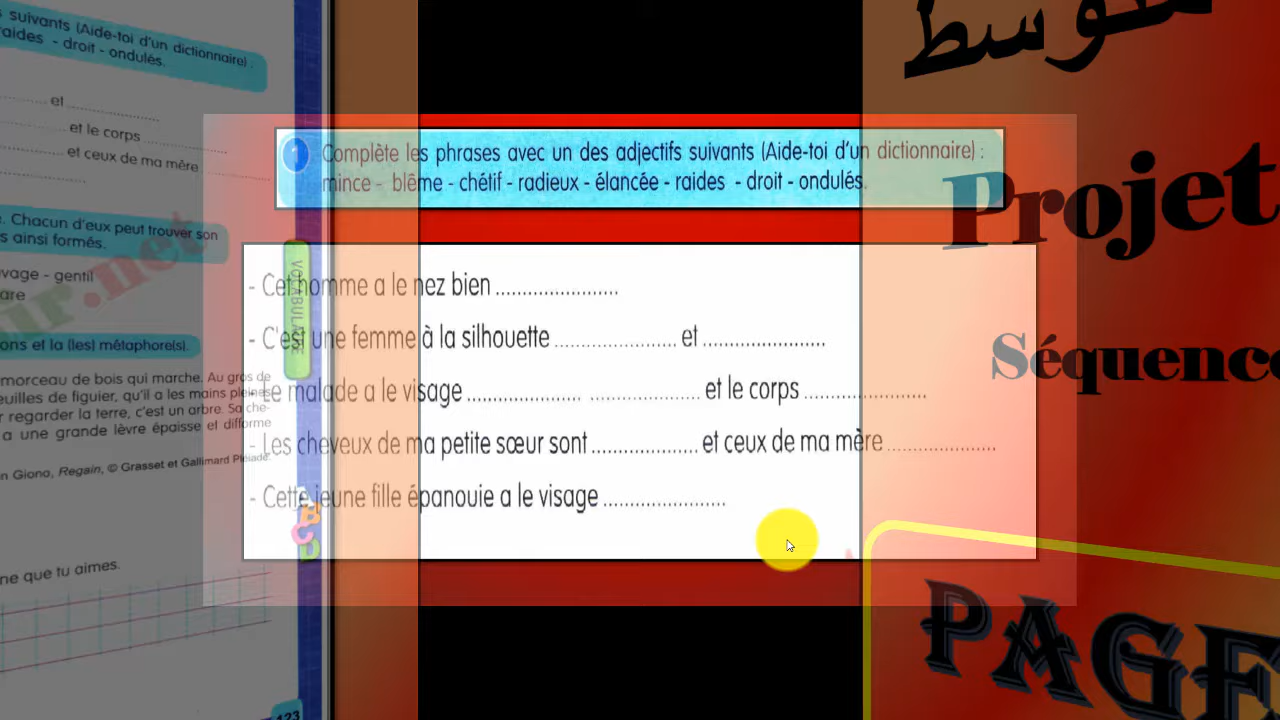 suivants (Aide-toi d'un dictionnaire) :
raides - droit - ondulés.
et
et le corps
et ceux de ma mère
. Chacun d'eux peut trouver son
s ainsi formés.
vage - gentil
are
ir.net
ons et la (les) métaphore(s).
morceau de bois qui marche. Au gros de
euilles de figuier, qu'il a les mains pleines
r regarder la terre, c'est un arbre. Sa che-
a une grande lèvre épaisse et difforme
n Giono, Regain, © Grasset et Gallimard Pléiade.
ne que tu aimes.
123
VOCABULAIRE
A B C D
1 Complète les phrases avec un des adjectifs suivants (Aide-toi d'un dictionnaire) :
mince - blême - chétif - radieux - élancée - raides - droit - ondulés.
- Cet homme a le nez bien ........................
- C'est une femme à la silhouette ........................ et ........................
- Le malade a le visage ...................... ...................... et le corps ........................
- Les cheveux de ma petite sœur sont ..................... et ceux de ma mère .....................
- Cette jeune fille épanouie a le visage ........................
متوسط
Projet
Séquence
PAGE